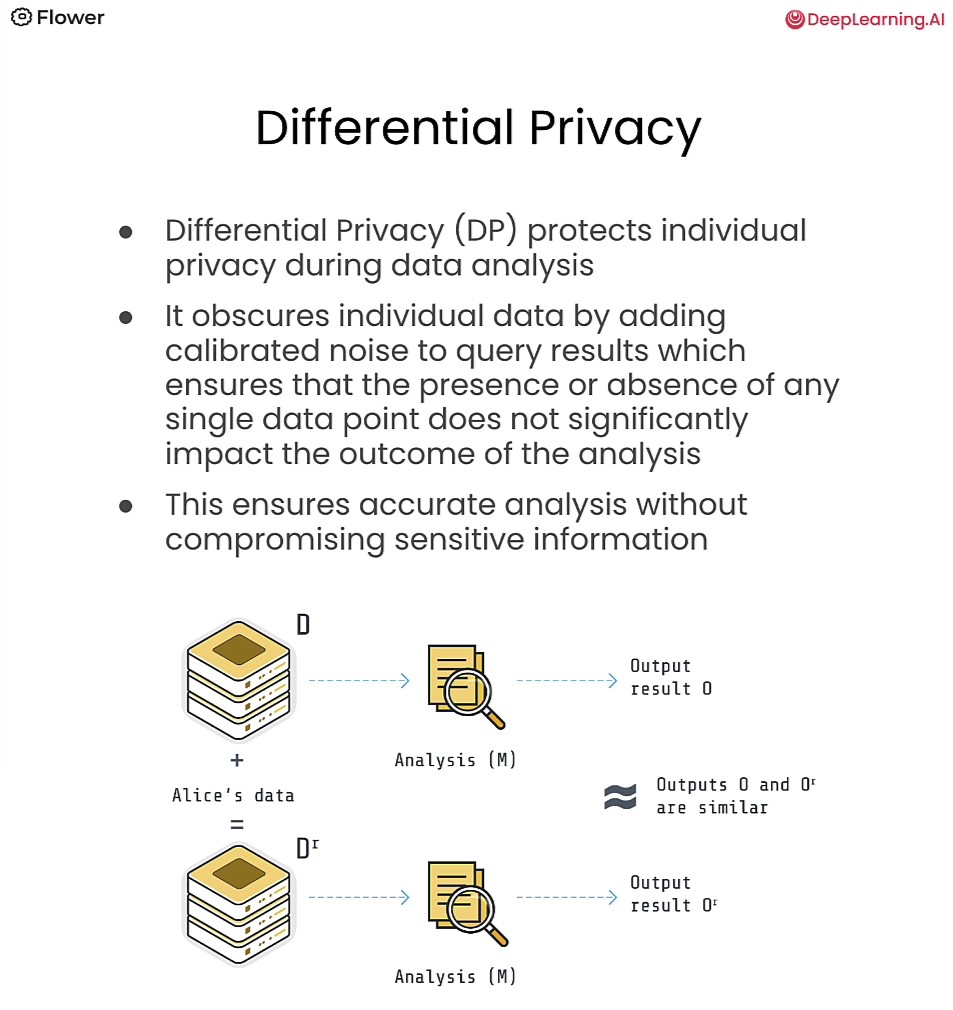 Flower
DeepLearning.AI
Differential Privacy
● Differential Privacy (DP) protects individual
privacy during data analysis
● It obscures individual data by adding
calibrated noise to query results which
ensures that the presence or absence of any
single data point does not significantly
impact the outcome of the analysis
● This ensures accurate analysis without
compromising sensitive information
D
Output
result O
Analysis (M)
+
Alice's data
=
≈ Outputs O and Oʳ
are similar
Dʳ
Output
result Oʳ
Analysis (M)